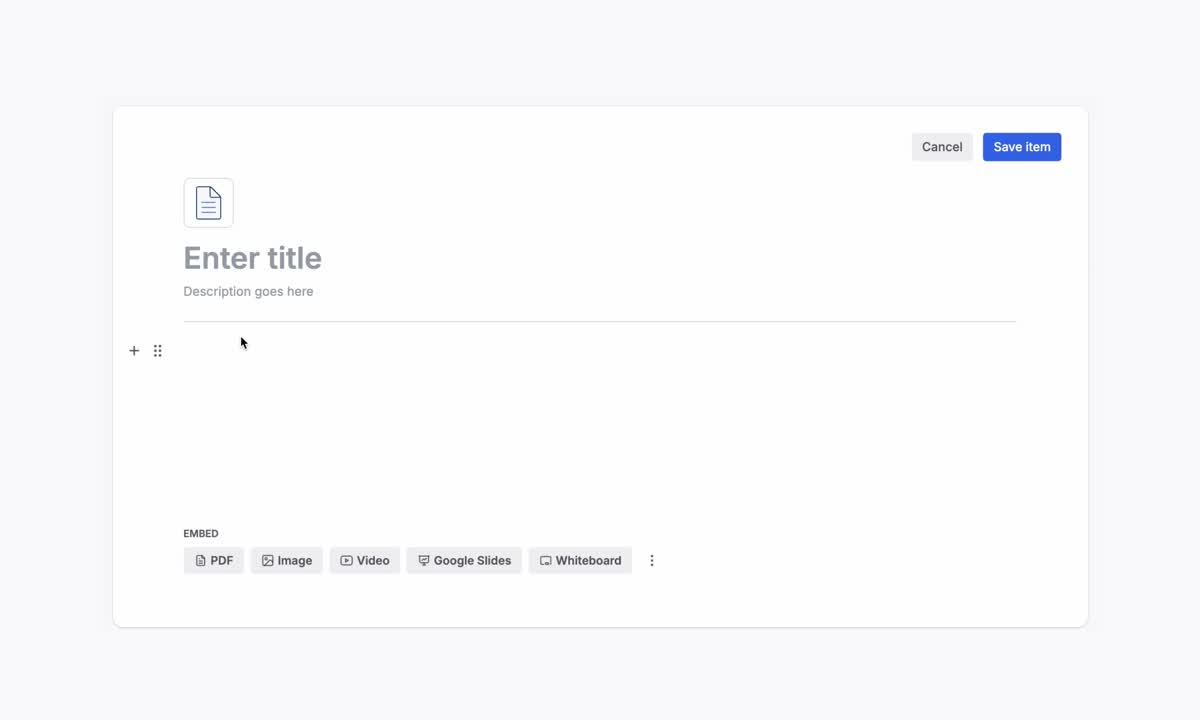 Cancel
Save item
Enter title
Description goes here
EMBED
PDF
Image
Video
Google Slides
Whiteboard